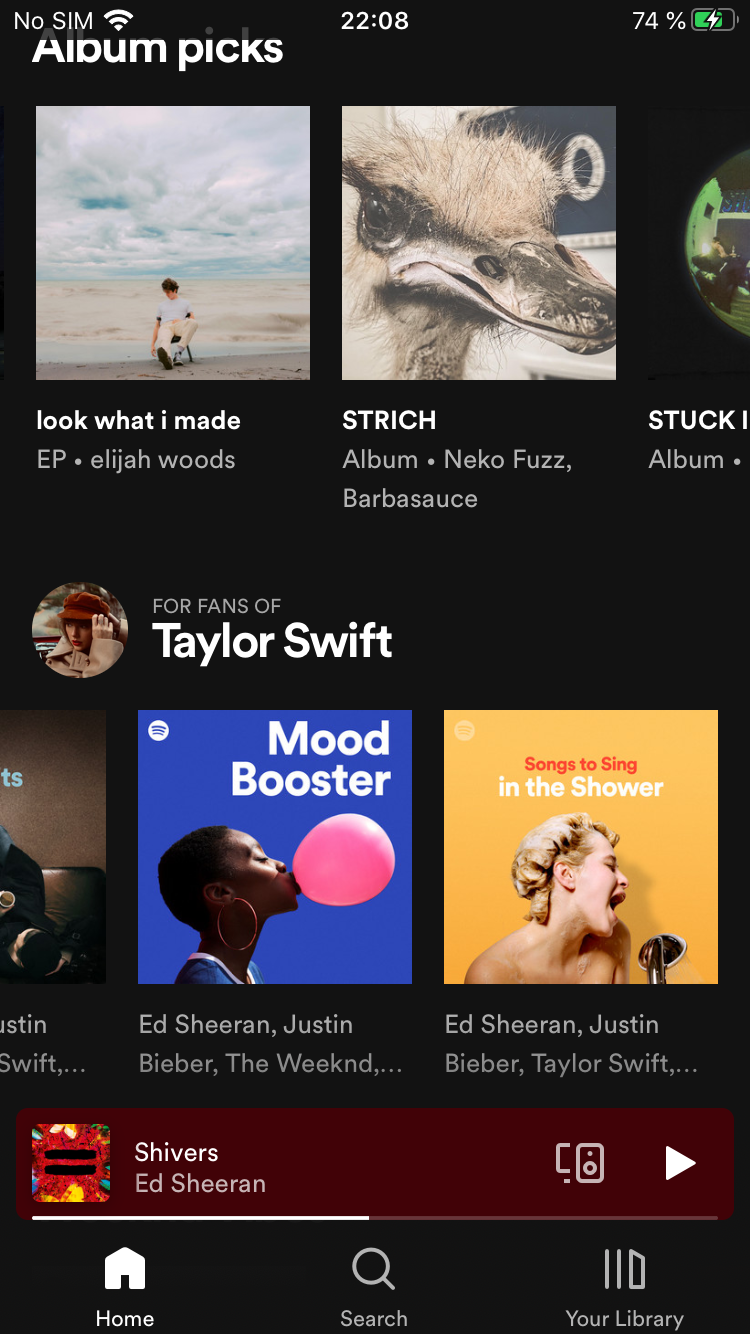 No SIM 22:08 74 %
Album picks
look what i made
EP • elijah woods
STRICH
Album • Neko Fuzz,
Barbasauce
STUCK I
Album •
FOR FANS OF
Taylor Swift
ts
Mood
Booster
Songs to Sing
in the Shower
ustin
Swift,...
Ed Sheeran, Justin
Bieber, The Weeknd,...
Ed Sheeran, Justin
Bieber, Taylor Swift,...
Shivers
Ed Sheeran
Home
Search
Your Library